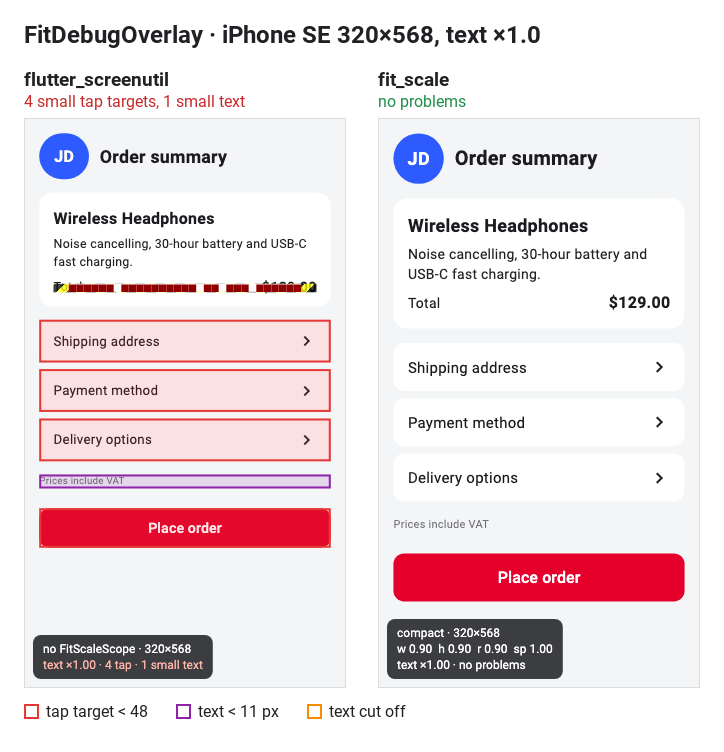 FitDebugOverlay · iPhone SE 320×568, text ×1.0
flutter_screenutil
4 small tap targets, 1 small text
JD
Order summary
Wireless Headphones
Noise cancelling, 30-hour battery and USB-C
fast charging.
Shipping address
Payment method
Delivery options
Prices include VAT
Place order
no FitScaleScope · 320×568
text ×1.00 · 4 tap · 1 small text
fit_scale
no problems
JD
Order summary
Wireless Headphones
Noise cancelling, 30-hour battery and
USB-C fast charging.
Total $129.00
Shipping address
Payment method
Delivery options
Prices include VAT
Place order
compact · 320×568
w 0.90 h 0.90 r 0.90 sp 1.00
text ×1.00 · no problems
tap target < 48
text < 11 px
text cut off